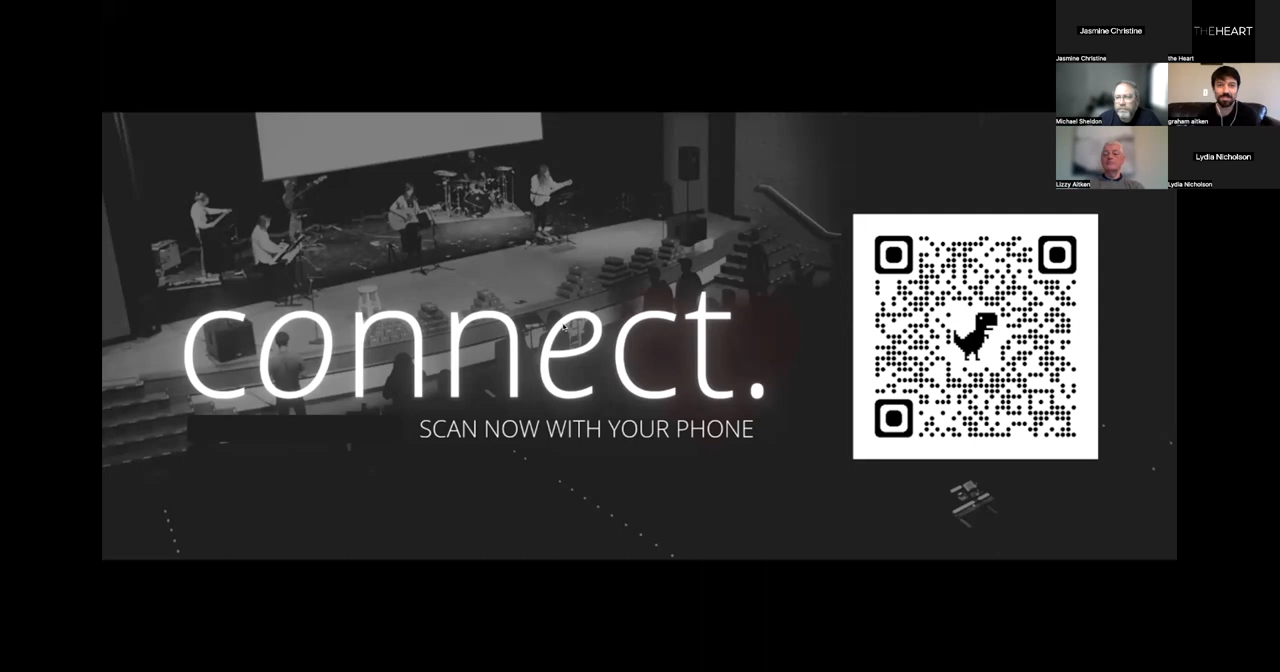 Jasmine Christine
THEHEART
Jasmine Christine
the Heart
Michael Sheldon
graham aitken
Lydia Nicholson
Lizzy Aitken
Lydia Nicholson
connect.
SCAN NOW WITH YOUR PHONE